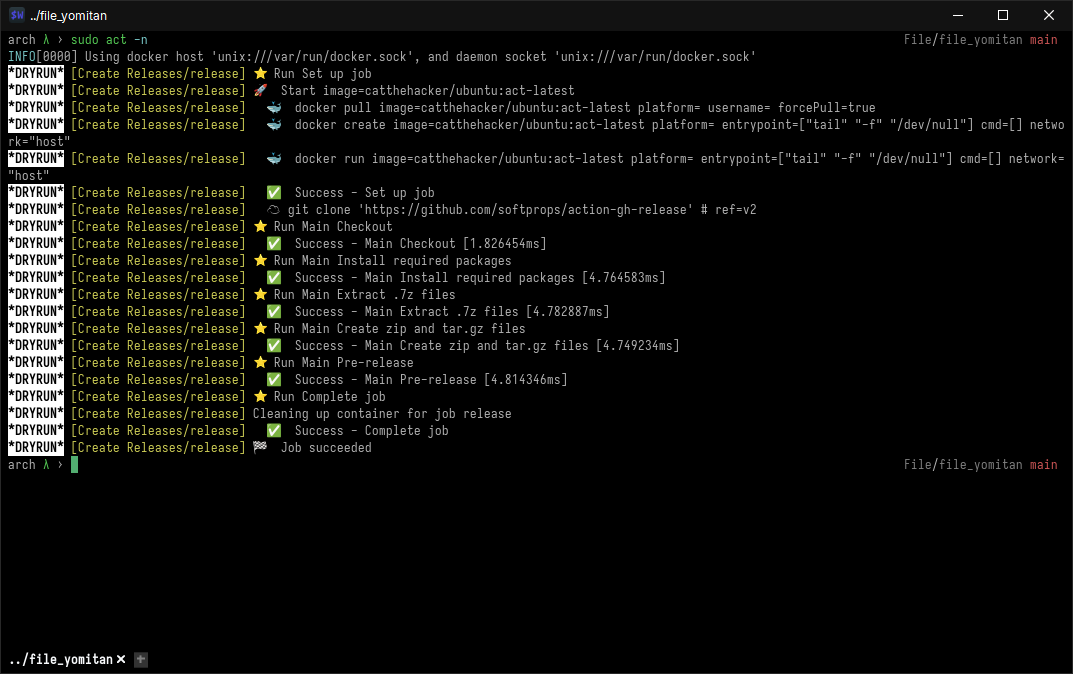 $W ../file_yomitan
arch λ › sudo act -n File/file_yomitan main
INFO[0000] Using docker host 'unix:///var/run/docker.sock', and daemon socket 'unix:///var/run/docker.sock'
*DRYRUN* [Create Releases/release] ⭐ Run Set up job
*DRYRUN* [Create Releases/release] 🚀  Start image=catthehacker/ubuntu:act-latest
*DRYRUN* [Create Releases/release]   🐳  docker pull image=catthehacker/ubuntu:act-latest platform= username= forcePull=true
*DRYRUN* [Create Releases/release]   🐳  docker create image=catthehacker/ubuntu:act-latest platform= entrypoint=["tail" "-f" "/dev/null"] cmd=[] netwo
rk="host"
*DRYRUN* [Create Releases/release]   🐳  docker run image=catthehacker/ubuntu:act-latest platform= entrypoint=["tail" "-f" "/dev/null"] cmd=[] network=
"host"
*DRYRUN* [Create Releases/release]   ✅  Success - Set up job
*DRYRUN* [Create Releases/release]   ☁ git clone 'https://github.com/softprops/action-gh-release' # ref=v2
*DRYRUN* [Create Releases/release] ⭐ Run Main Checkout
*DRYRUN* [Create Releases/release]   ✅  Success - Main Checkout [1.826454ms]
*DRYRUN* [Create Releases/release] ⭐ Run Main Install required packages
*DRYRUN* [Create Releases/release]   ✅  Success - Main Install required packages [4.764583ms]
*DRYRUN* [Create Releases/release] ⭐ Run Main Extract .7z files
*DRYRUN* [Create Releases/release]   ✅  Success - Main Extract .7z files [4.782887ms]
*DRYRUN* [Create Releases/release] ⭐ Run Main Create zip and tar.gz files
*DRYRUN* [Create Releases/release]   ✅  Success - Main Create zip and tar.gz files [4.749234ms]
*DRYRUN* [Create Releases/release] ⭐ Run Main Pre-release
*DRYRUN* [Create Releases/release]   ✅  Success - Main Pre-release [4.814346ms]
*DRYRUN* [Create Releases/release] ⭐ Run Complete job
*DRYRUN* [Create Releases/release] Cleaning up container for job release
*DRYRUN* [Create Releases/release]   ✅  Success - Complete job
*DRYRUN* [Create Releases/release] 🏁  Job succeeded
arch λ › File/file_yomitan main
../file_yomitan × +